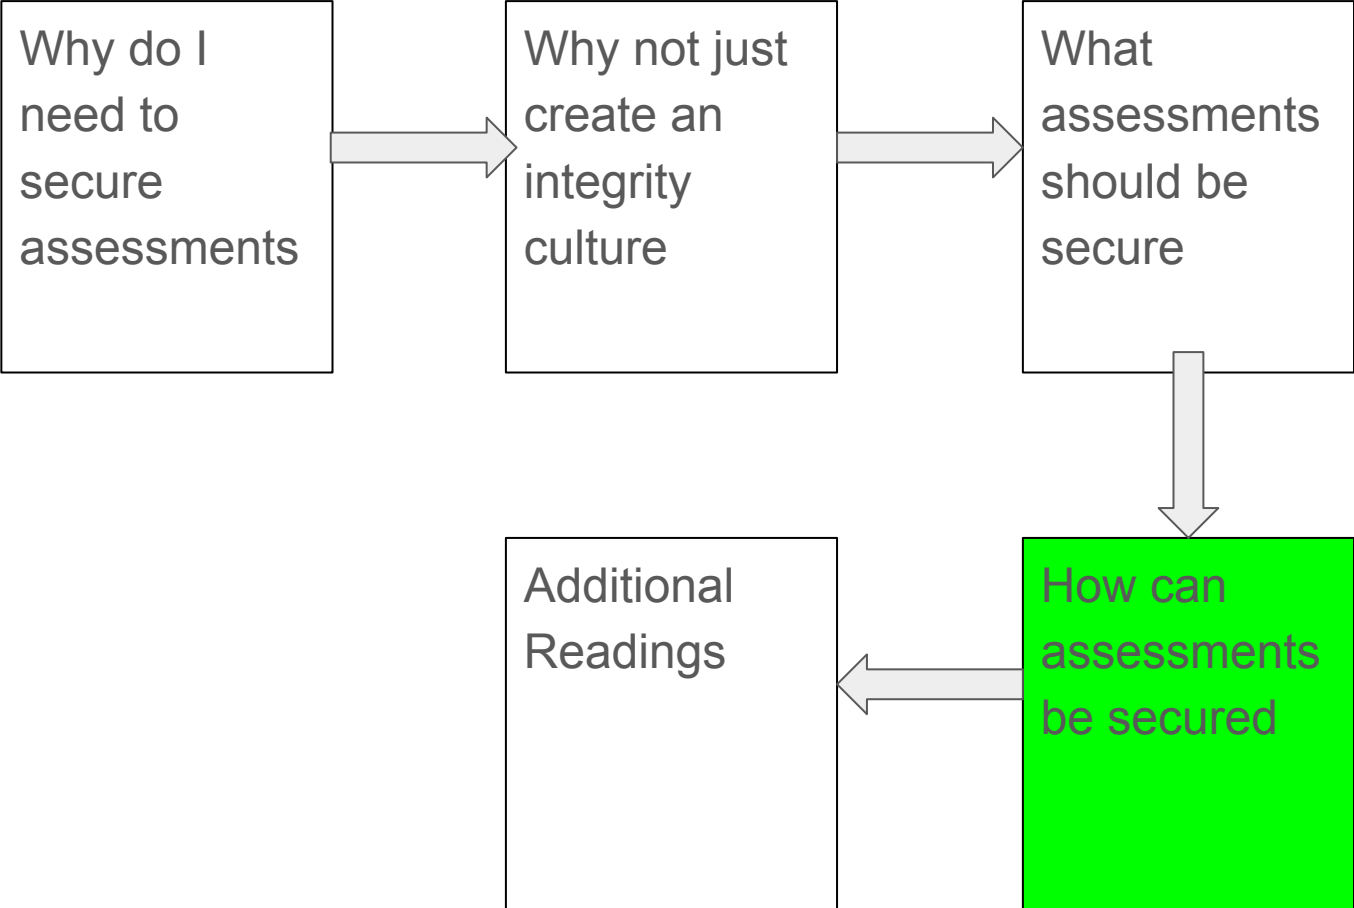 Why do I
need to
secure
assessments
Why not just
create an
integrity
culture
What
assessments
should be
secure
How can
assessments
be secured
Additional
Readings